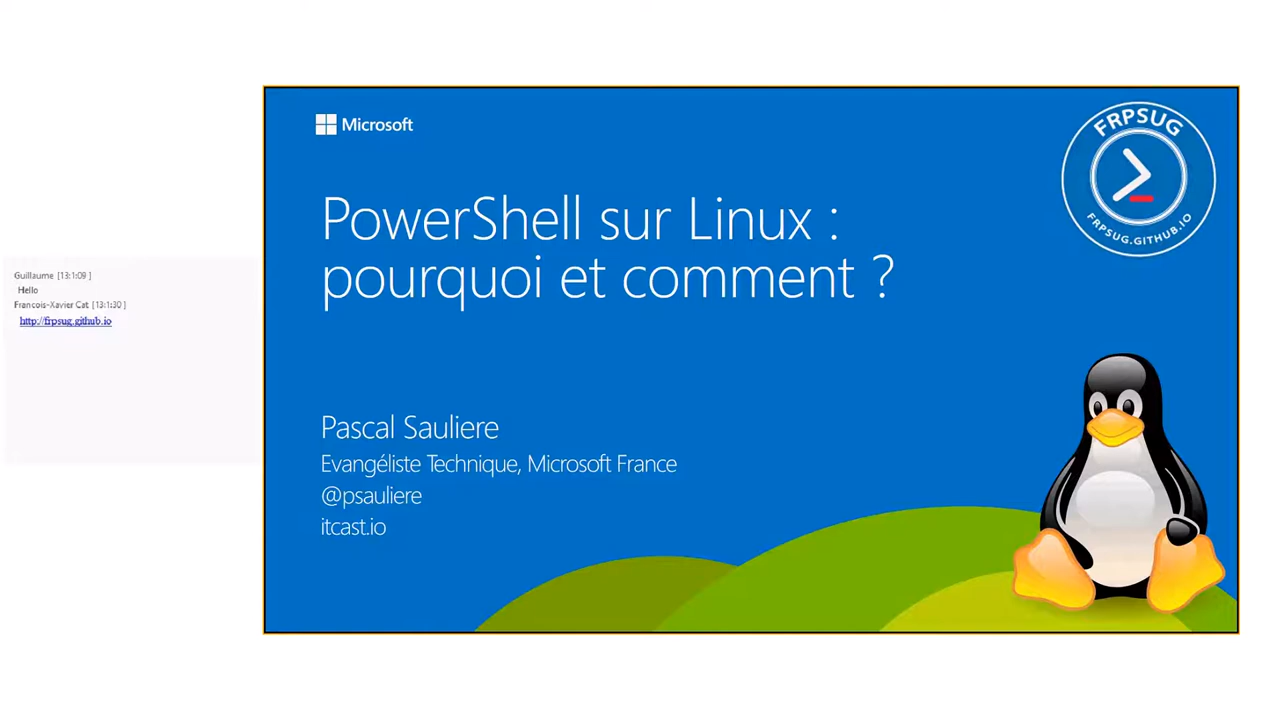 Guillaume [13:1:09 ]
Hello
Francois-Xavier Cat [13:1:30 ]
http://frpsug.github.io
Microsoft
FRPSUG
FRPSUG.GITHUB.IO
PowerShell sur Linux :
pourquoi et comment ?
Pascal Sauliere
Evangéliste Technique, Microsoft France
@psauliere
itcast.io